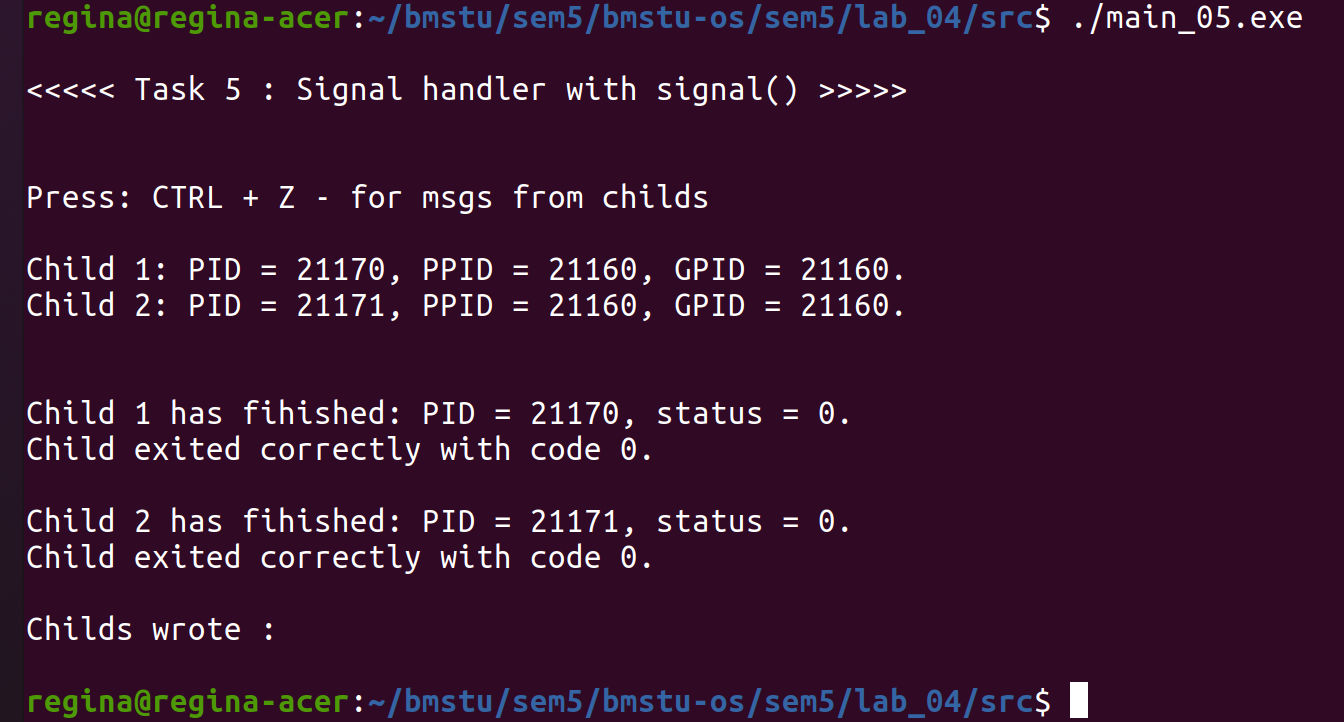 regina@regina-acer:~/bmstu/sem5/bmstu-os/sem5/lab_04/src$ ./main_05.exe
<<<<< Task 5 : Signal handler with signal() >>>>>
Press: CTRL + Z - for msgs from childs
Child 1: PID = 21170, PPID = 21160, GPID = 21160.
Child 2: PID = 21171, PPID = 21160, GPID = 21160.
Child 1 has fihished: PID = 21170, status = 0.
Child exited correctly with code 0.
Child 2 has fihished: PID = 21171, status = 0.
Child exited correctly with code 0.
Childs wrote :
regina@regina-acer:~/bmstu/sem5/bmstu-os/sem5/lab_04/src$